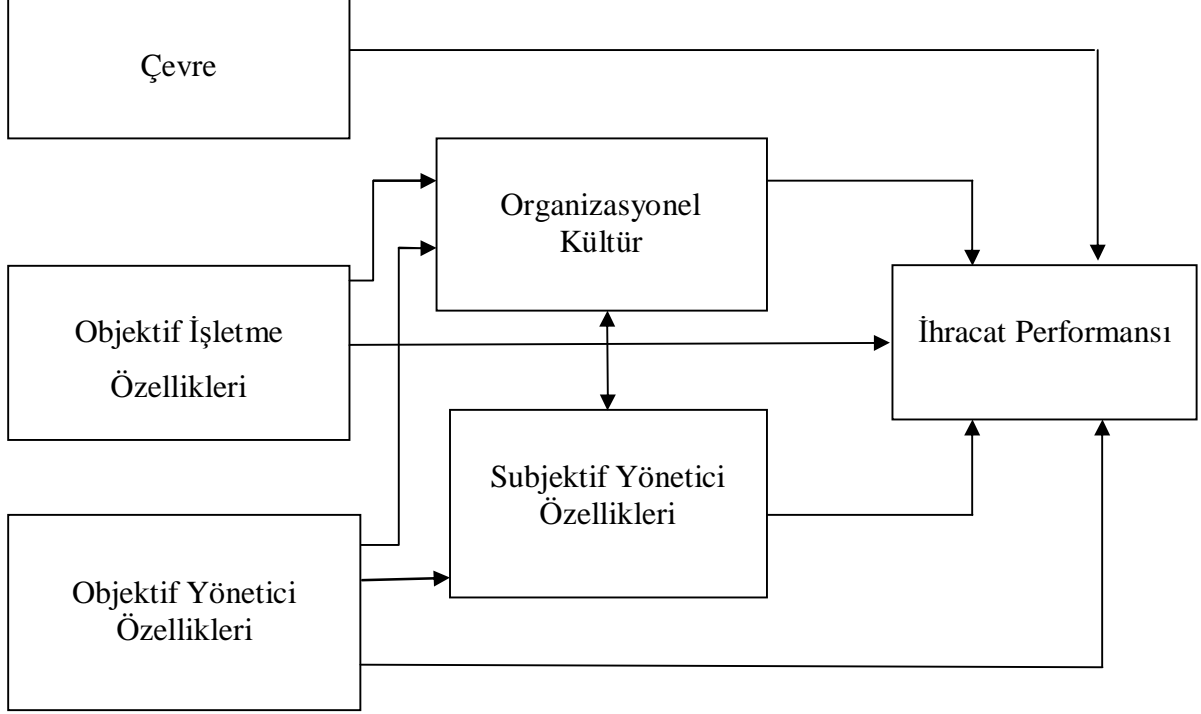 Çevre
Organizasyonel
Kültür
Objektif İşletme
Özellikleri
İhracat Performansı
Subjektif Yönetici
Özellikleri
Objektif Yönetici
Özellikleri